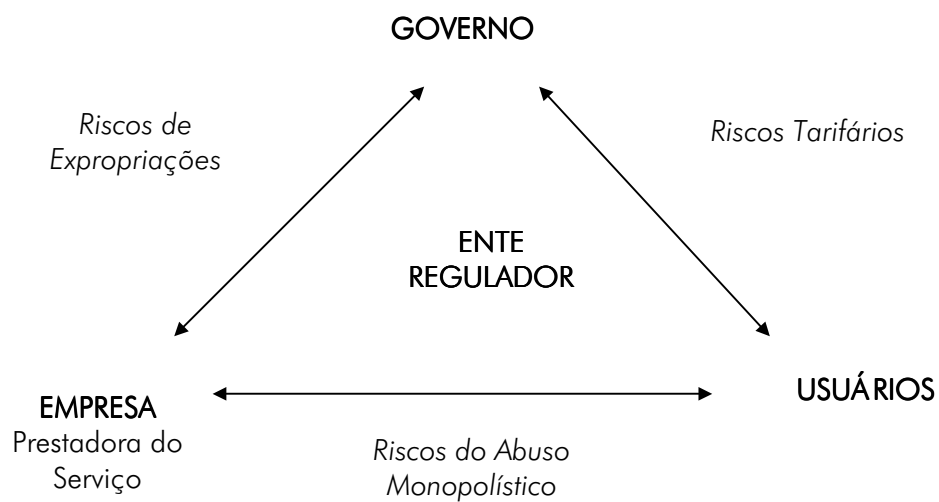 GOVERNO
Riscos de
Expropriações
Riscos Tarifários
ENTE
REGULADOR
EMPRESA
Prestadora do
Serviço
USUÁRIOS
Riscos do Abuso
Monopolístico